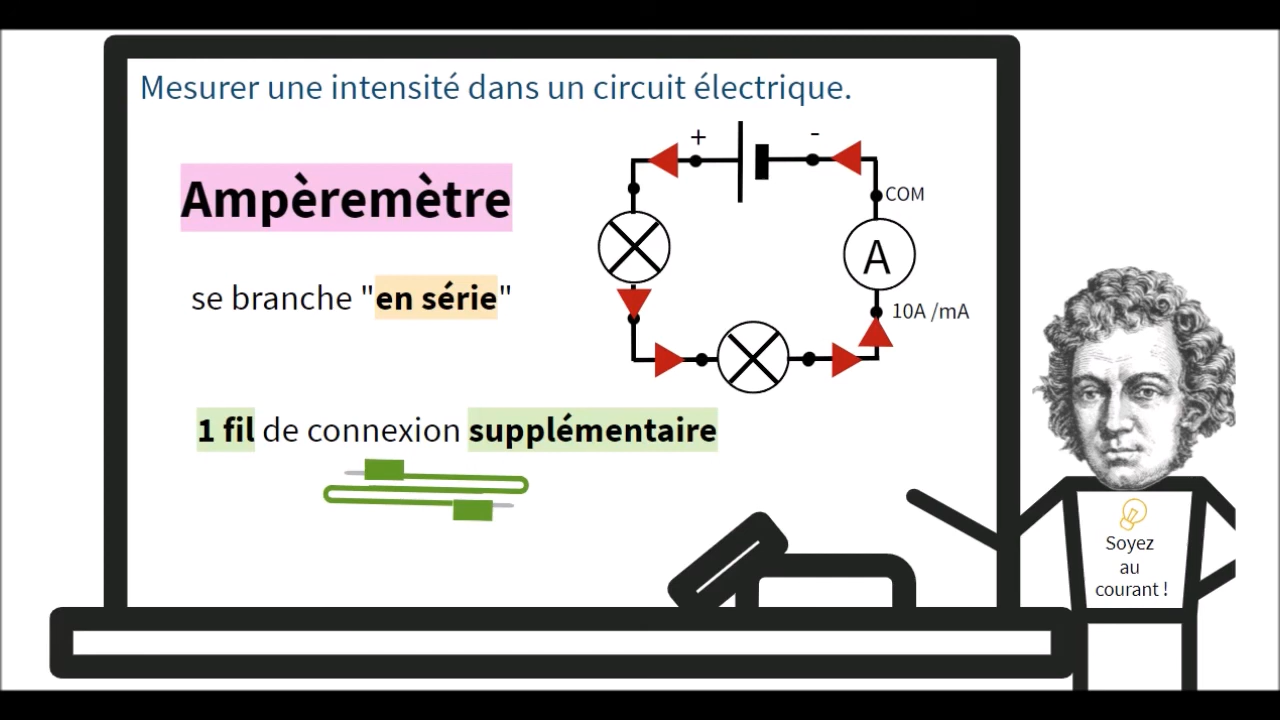 Mesurer une intensité dans un circuit électrique.
+ -
Ampèremètre
COM
A
se branche "en série"
10A /mA
1 fil de connexion supplémentaire
Soyez
au
courant !